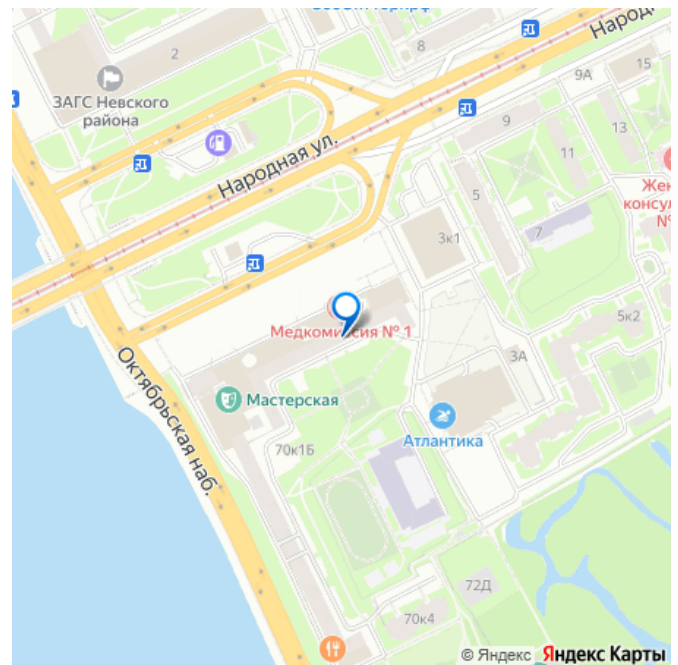 2
8
ЗАГС Невского
района
Народная ул.
9А
15
9
13
11
5
7
3к1
5к2
Медкомиссия № 1
3А
Мастерская
Атлантика
70к1Б
Октябрьская наб.
72Д
70к4
© Яндекс Яндекс Карты